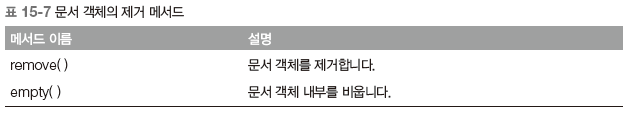 표 15-7 문서 객체의 제거 메서드
메서드 이름 설명
remove( ) 문서 객체를 제거합니다.
empty( ) 문서 객체 내부를 비웁니다.